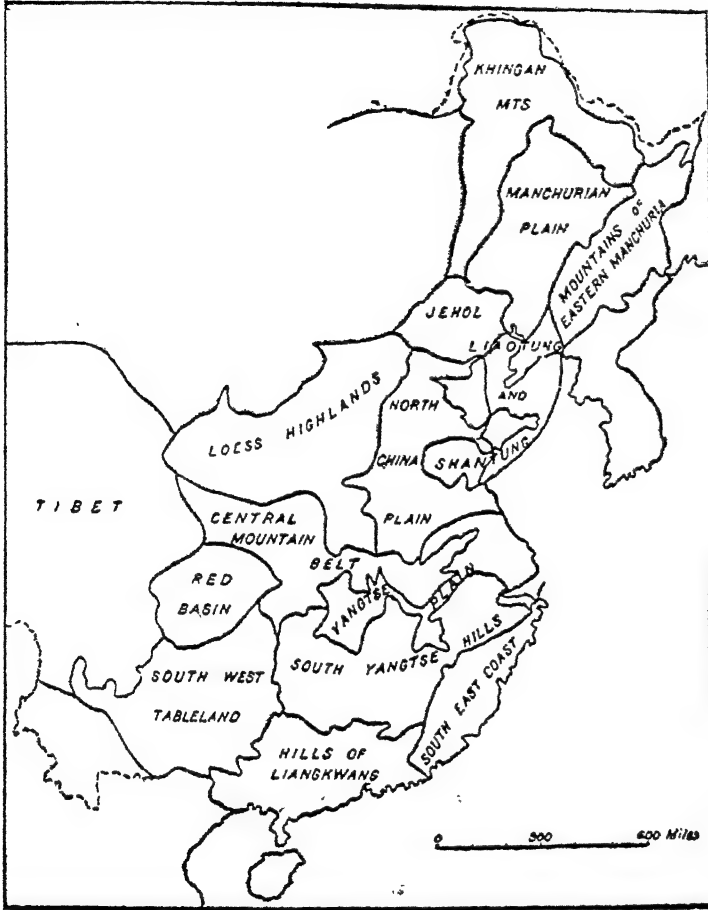 KHINGAN
MTS
MANCHURIAN
PLAIN
MOUNTAINS OF
EASTERN MANCHURIA
JEHOL
LIAOTUNG
AND
SHANTUNG
NORTH
CHINA
PLAIN
LOESS HIGHLANDS
TIBET
CENTRAL
MOUNTAIN
BELT
RED
BASIN
YANGTSE
PLAIN
SOUTH YANGTSE
HILLS
SOUTH WEST
TABLELAND
SOUTH EAST COAST
HILLS OF
LIANGKWANG
0 300 600 Miles